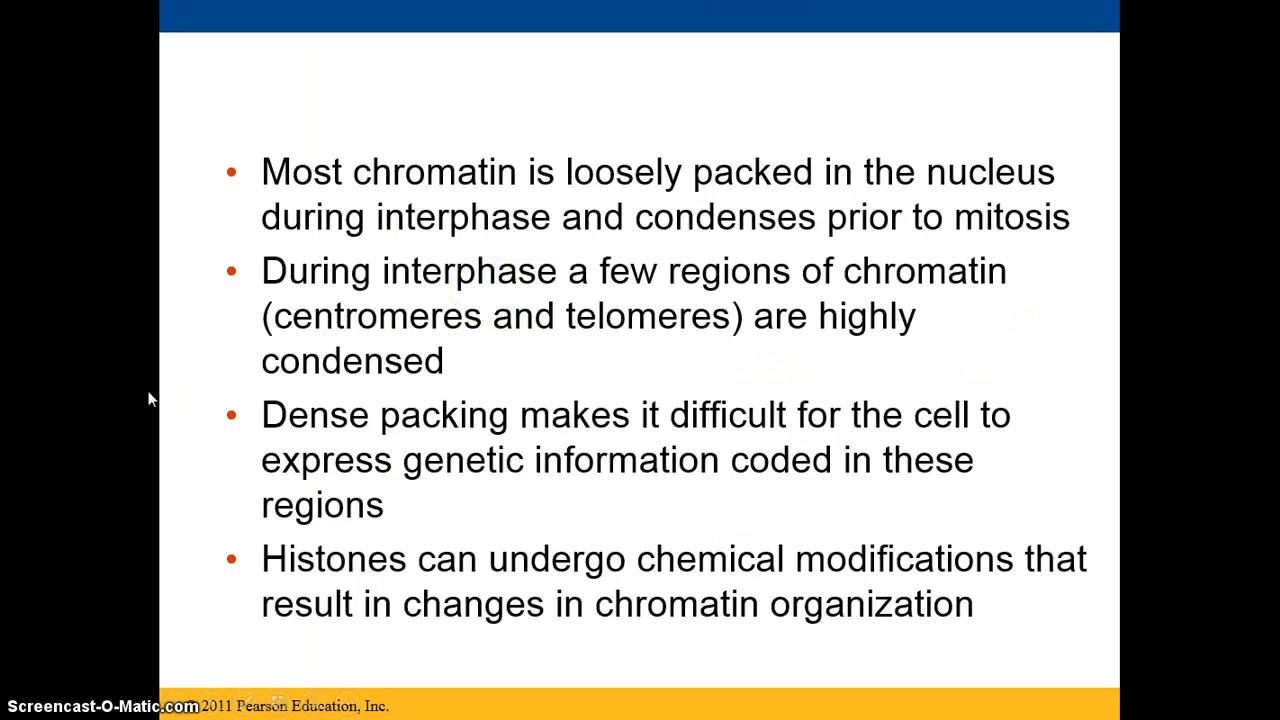 • Most chromatin is loosely packed in the nucleus
during interphase and condenses prior to mitosis
• During interphase a few regions of chromatin
(centromeres and telomeres) are highly
condensed
• Dense packing makes it difficult for the cell to
express genetic information coded in these
regions
• Histones can undergo chemical modifications that
result in changes in chromatin organization
Screencast-O-Matic.com © 2011 Pearson Education, Inc.